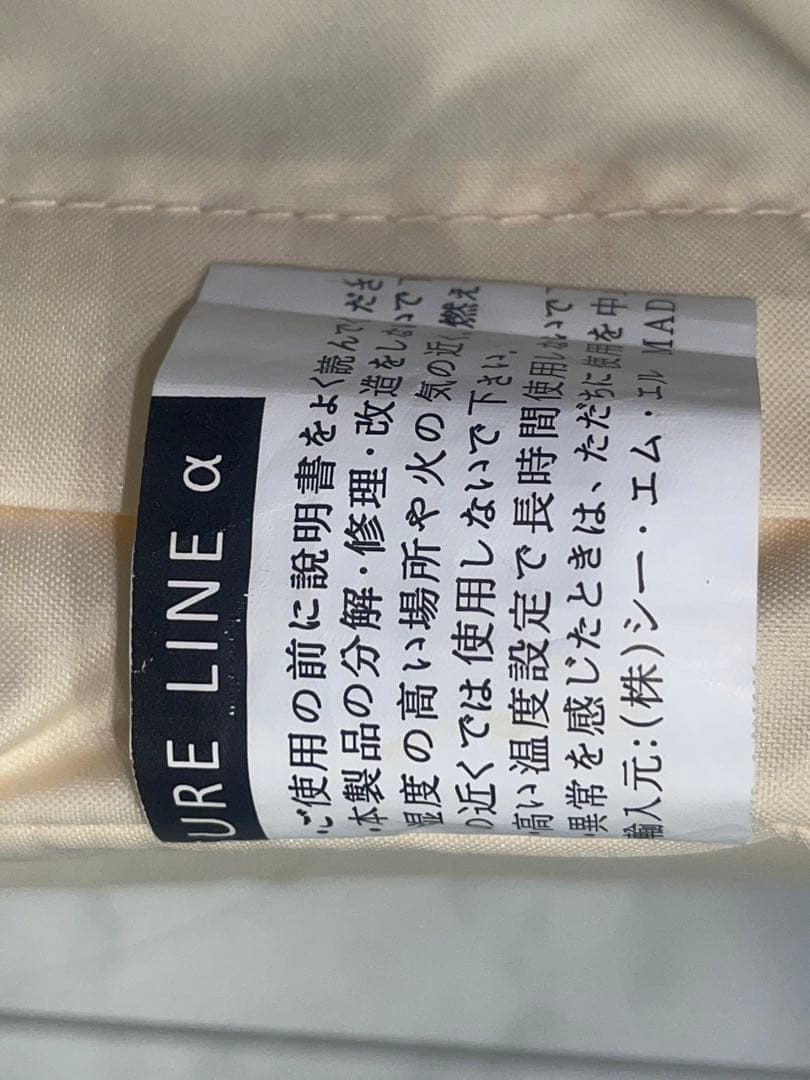 URE LINE α
ご使用の前に説明書をよく読んでくださ
本製品の分解・修理・改造をしないで
湿度の高い場所や火の気の近く、燃え
の近くでは使用しないで下さい。
高い温度設定で長時間使用しないで
異常を感じたときは、ただちに使用を中
輸入元:(株)シー・エム・エル MAD